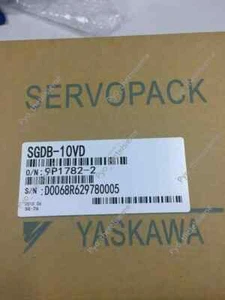 SERVOPACK
SGDB-10VD
O/N: 9P1782-2
S/N: D0068R629780005
YASKAWA